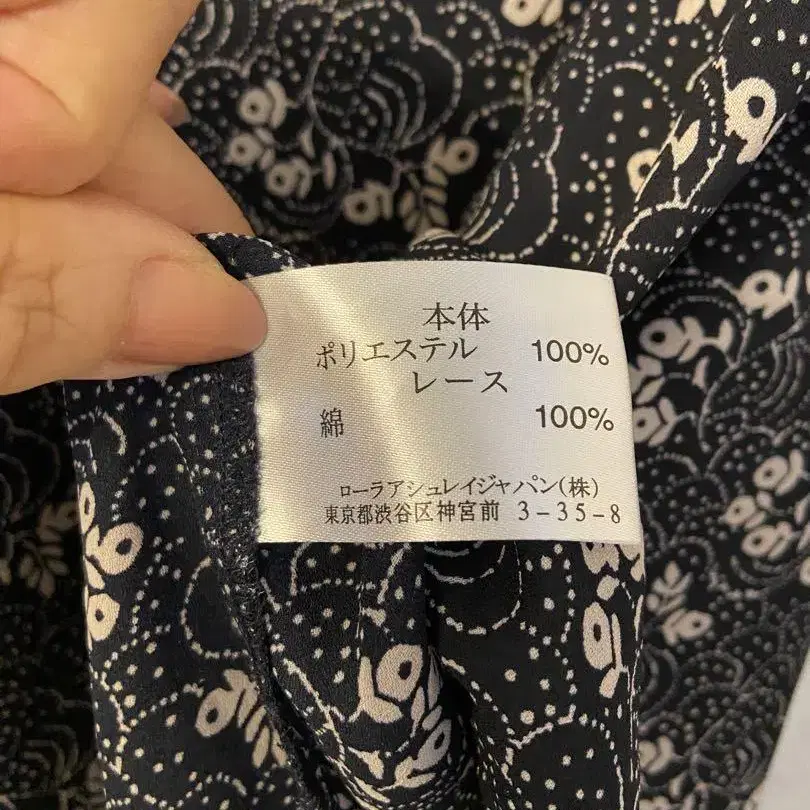 本体
ポリエステル 100%
レース
綿 100%
ローラアシュレイジャパン(株)
東京都渋谷区神宮前 3-35-8